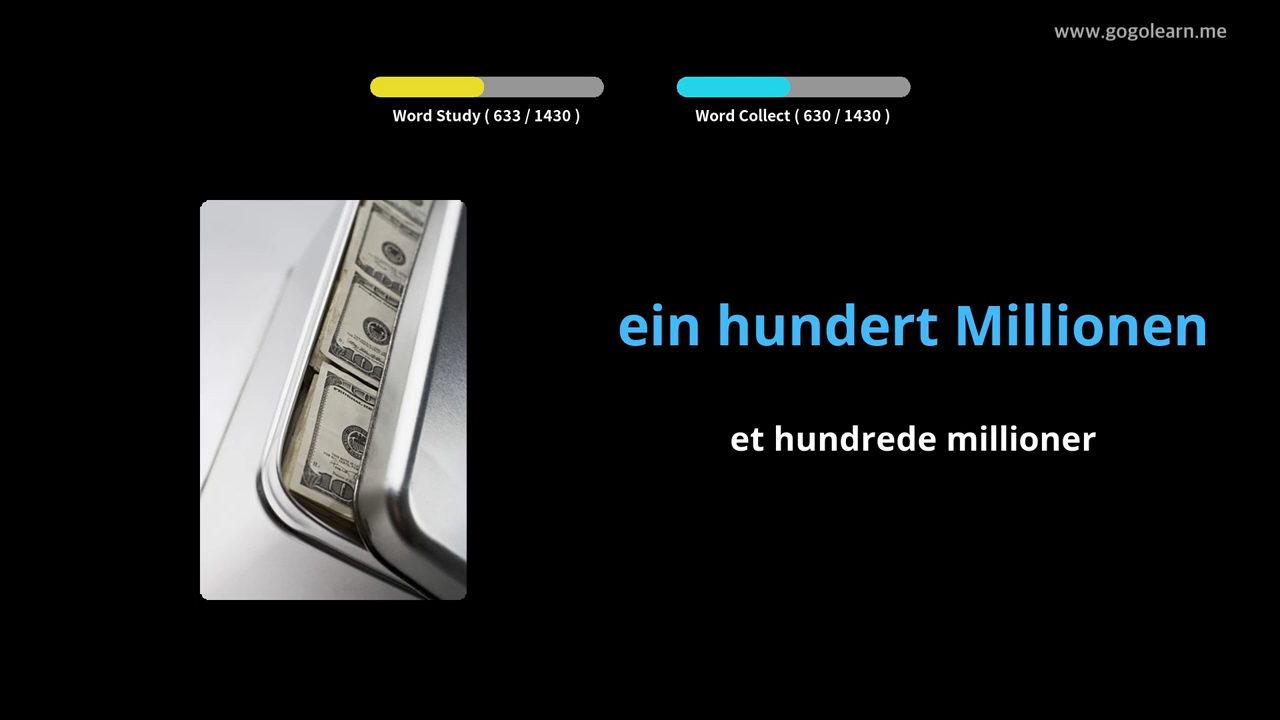 www.gogolearn.me
Word Study ( 633 / 1430 )
Word Collect ( 630 / 1430 )
ein hundert Millionen
et hundrede millioner